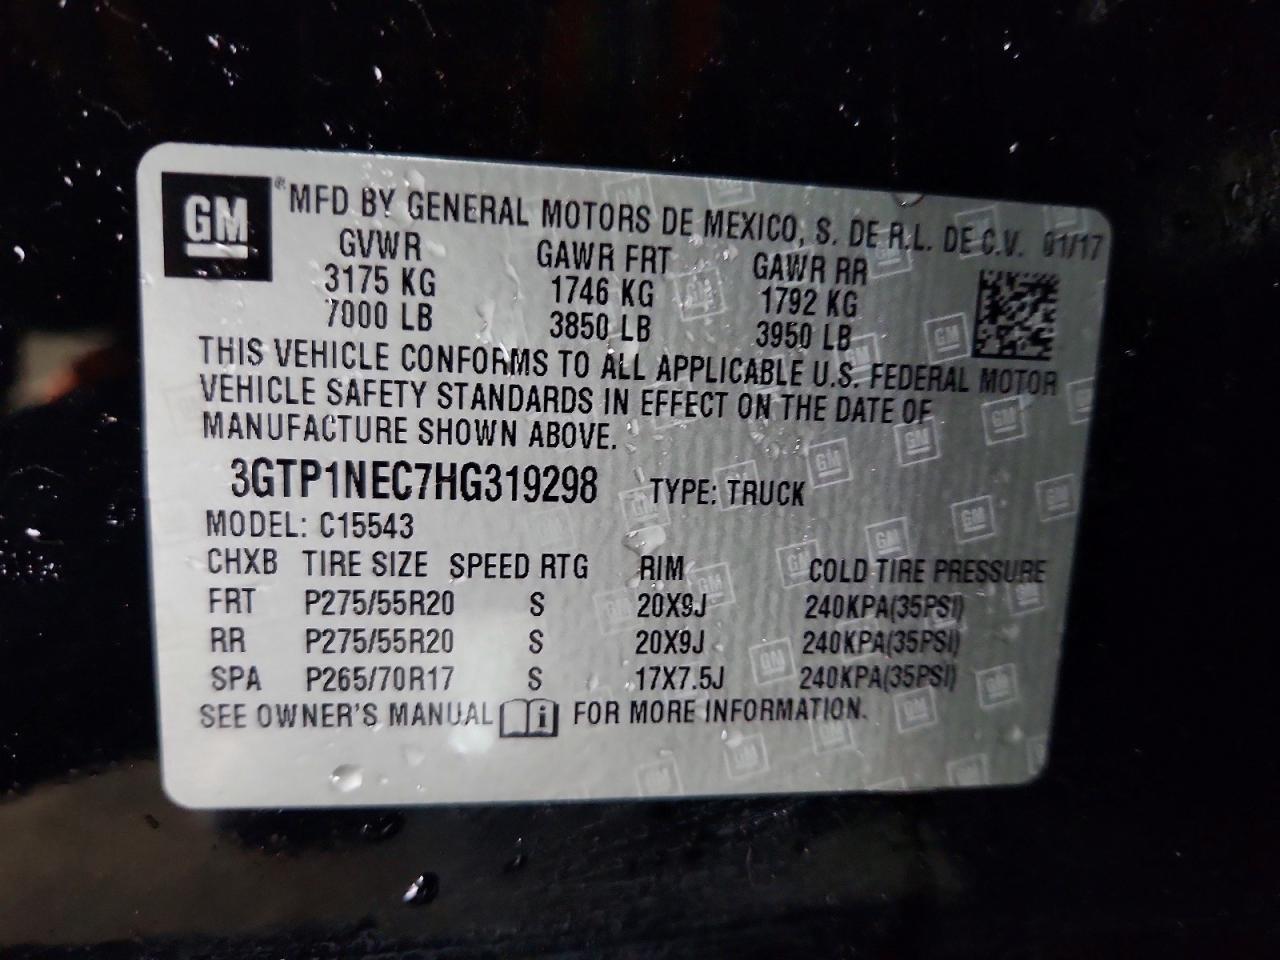 GM
® MFD BY GENERAL MOTORS DE MEXICO, S. DE R.L. DE C.V. 01/17
GVWR GAWR FRT GAWR RR
3175 KG 1746 KG 1792 KG
7000 LB 3850 LB 3950 LB
THIS VEHICLE CONFORMS TO ALL APPLICABLE U.S. FEDERAL MOTOR
VEHICLE SAFETY STANDARDS IN EFFECT ON THE DATE OF
MANUFACTURE SHOWN ABOVE.
3GTP1NEC7HG319298 TYPE: TRUCK
MODEL: C15543
CHXB TIRE SIZE SPEED RTG RIM COLD TIRE PRESSURE
FRT P275/55R20 S 20X9J 240KPA(35PSI)
RR P275/55R20 S 20X9J 240KPA(35PSI)
SPA P265/70R17 S 17X7.5J 240KPA(35PSI)
SEE OWNER'S MANUAL i FOR MORE INFORMATION.